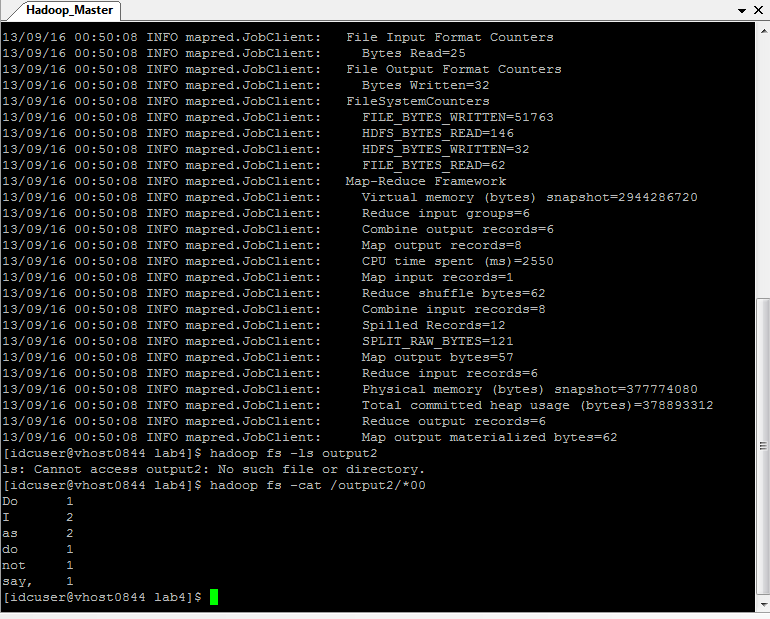 Hadoop_Master
13/09/16 00:50:08 INFO mapred.JobClient:   File Input Format Counters
13/09/16 00:50:08 INFO mapred.JobClient:     Bytes Read=25
13/09/16 00:50:08 INFO mapred.JobClient:   File Output Format Counters
13/09/16 00:50:08 INFO mapred.JobClient:     Bytes Written=32
13/09/16 00:50:08 INFO mapred.JobClient:   FileSystemCounters
13/09/16 00:50:08 INFO mapred.JobClient:     FILE_BYTES_WRITTEN=51763
13/09/16 00:50:08 INFO mapred.JobClient:     HDFS_BYTES_READ=146
13/09/16 00:50:08 INFO mapred.JobClient:     HDFS_BYTES_WRITTEN=32
13/09/16 00:50:08 INFO mapred.JobClient:     FILE_BYTES_READ=62
13/09/16 00:50:08 INFO mapred.JobClient:   Map-Reduce Framework
13/09/16 00:50:08 INFO mapred.JobClient:     Virtual memory (bytes) snapshot=2944286720
13/09/16 00:50:08 INFO mapred.JobClient:     Reduce input groups=6
13/09/16 00:50:08 INFO mapred.JobClient:     Combine output records=6
13/09/16 00:50:08 INFO mapred.JobClient:     Map output records=8
13/09/16 00:50:08 INFO mapred.JobClient:     CPU time spent (ms)=2550
13/09/16 00:50:08 INFO mapred.JobClient:     Map input records=1
13/09/16 00:50:08 INFO mapred.JobClient:     Reduce shuffle bytes=62
13/09/16 00:50:08 INFO mapred.JobClient:     Combine input records=8
13/09/16 00:50:08 INFO mapred.JobClient:     Spilled Records=12
13/09/16 00:50:08 INFO mapred.JobClient:     SPLIT_RAW_BYTES=121
13/09/16 00:50:08 INFO mapred.JobClient:     Map output bytes=57
13/09/16 00:50:08 INFO mapred.JobClient:     Reduce input records=6
13/09/16 00:50:08 INFO mapred.JobClient:     Physical memory (bytes) snapshot=377774080
13/09/16 00:50:08 INFO mapred.JobClient:     Total committed heap usage (bytes)=378893312
13/09/16 00:50:08 INFO mapred.JobClient:     Reduce output records=6
13/09/16 00:50:08 INFO mapred.JobClient:     Map output materialized bytes=62
[idcuser@vhost0844 lab4]$ hadoop fs -ls output2
ls: Cannot access output2: No such file or directory.
[idcuser@vhost0844 lab4]$ hadoop fs -cat /output2/*00
Do      1
I       2
as      2
do      1
not     1
say,    1
[idcuser@vhost0844 lab4]$